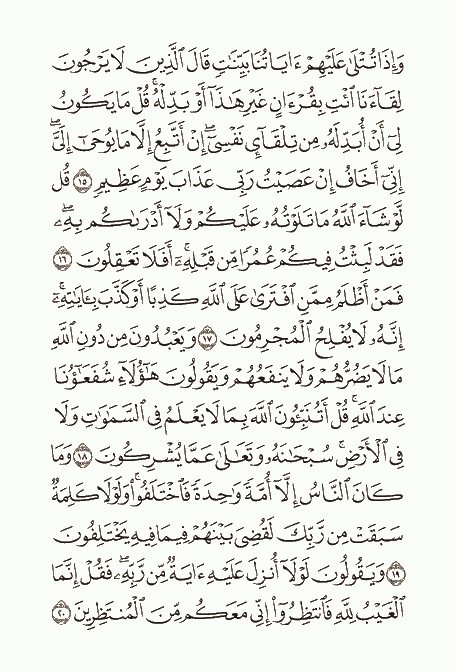 وَإِذَا تُتْلَىٰ عَلَيْهِمْ ءَايَاتُنَا بَيِّنَٰتٍ قَالَ ٱلَّذِينَ لَا يَرْجُونَ
لِقَآءَنَا ٱئْتِ بِقُرْءَانٍ غَيْرِ هَٰذَآ أَوْ بَدِّلْهُ ۚ قُلْ مَا يَكُونُ
لِىٓ أَنْ أُبَدِّلَهُۥ مِن تِلْقَآئِ نَفْسِىٓ ۖ إِنْ أَتَّبِعُ إِلَّا مَا يُوحَىٰٓ إِلَىَّ ۖ
إِنِّىٓ أَخَافُ إِنْ عَصَيْتُ رَبِّى عَذَابَ يَوْمٍ عَظِيمٍ ١٥ قُل
لَّوْ شَآءَ ٱللَّهُ مَا تَلَوْتُهُۥ عَلَيْكُمْ وَلَآ أَدْرَىٰكُم بِهِۦ ۖ
فَقَدْ لَبِثْتُ فِيكُمْ عُمُرًا مِّن قَبْلِهِۦٓ ۚ أَفَلَا تَعْقِلُونَ ١٦
فَمَنْ أَظْلَمُ مِمَّنِ ٱفْتَرَىٰ عَلَى ٱللَّهِ كَذِبًا أَوْ كَذَّبَ بِـَٔايَٰتِهِۦٓ ۚ
إِنَّهُۥ لَا يُفْلِحُ ٱلْمُجْرِمُونَ ١٧ وَيَعْبُدُونَ مِن دُونِ ٱللَّهِ
مَا لَا يَضُرُّهُمْ وَلَا يَنفَعُهُمْ وَيَقُولُونَ هَٰٓؤُلَآءِ شُفَعَٰٓؤُنَا
عِندَ ٱللَّهِ ۚ قُلْ أَتُنَبِّـُٔونَ ٱللَّهَ بِمَا لَا يَعْلَمُ فِى ٱلسَّمَٰوَٰتِ وَلَا
فِى ٱلْأَرْضِ ۚ سُبْحَٰنَهُۥ وَتَعَٰلَىٰ عَمَّا يُشْرِكُونَ ١٨ وَمَا
كَانَ ٱلنَّاسُ إِلَّآ أُمَّةً وَٰحِدَةً فَٱخْتَلَفُوا۟ ۚ وَلَوْلَا كَلِمَةٌ
سَبَقَتْ مِن رَّبِّكَ لَقُضِىَ بَيْنَهُمْ فِيمَا فِيهِ يَخْتَلِفُونَ
١٩ وَيَقُولُونَ لَوْلَآ أُنزِلَ عَلَيْهِ ءَايَةٌ مِّن رَّبِّهِۦ ۖ فَقُلْ إِنَّمَا
ٱلْغَيْبُ لِلَّهِ فَٱنتَظِرُوٓا۟ إِنِّى مَعَكُم مِّنَ ٱلْمُنتَظِرِينَ ٢٠